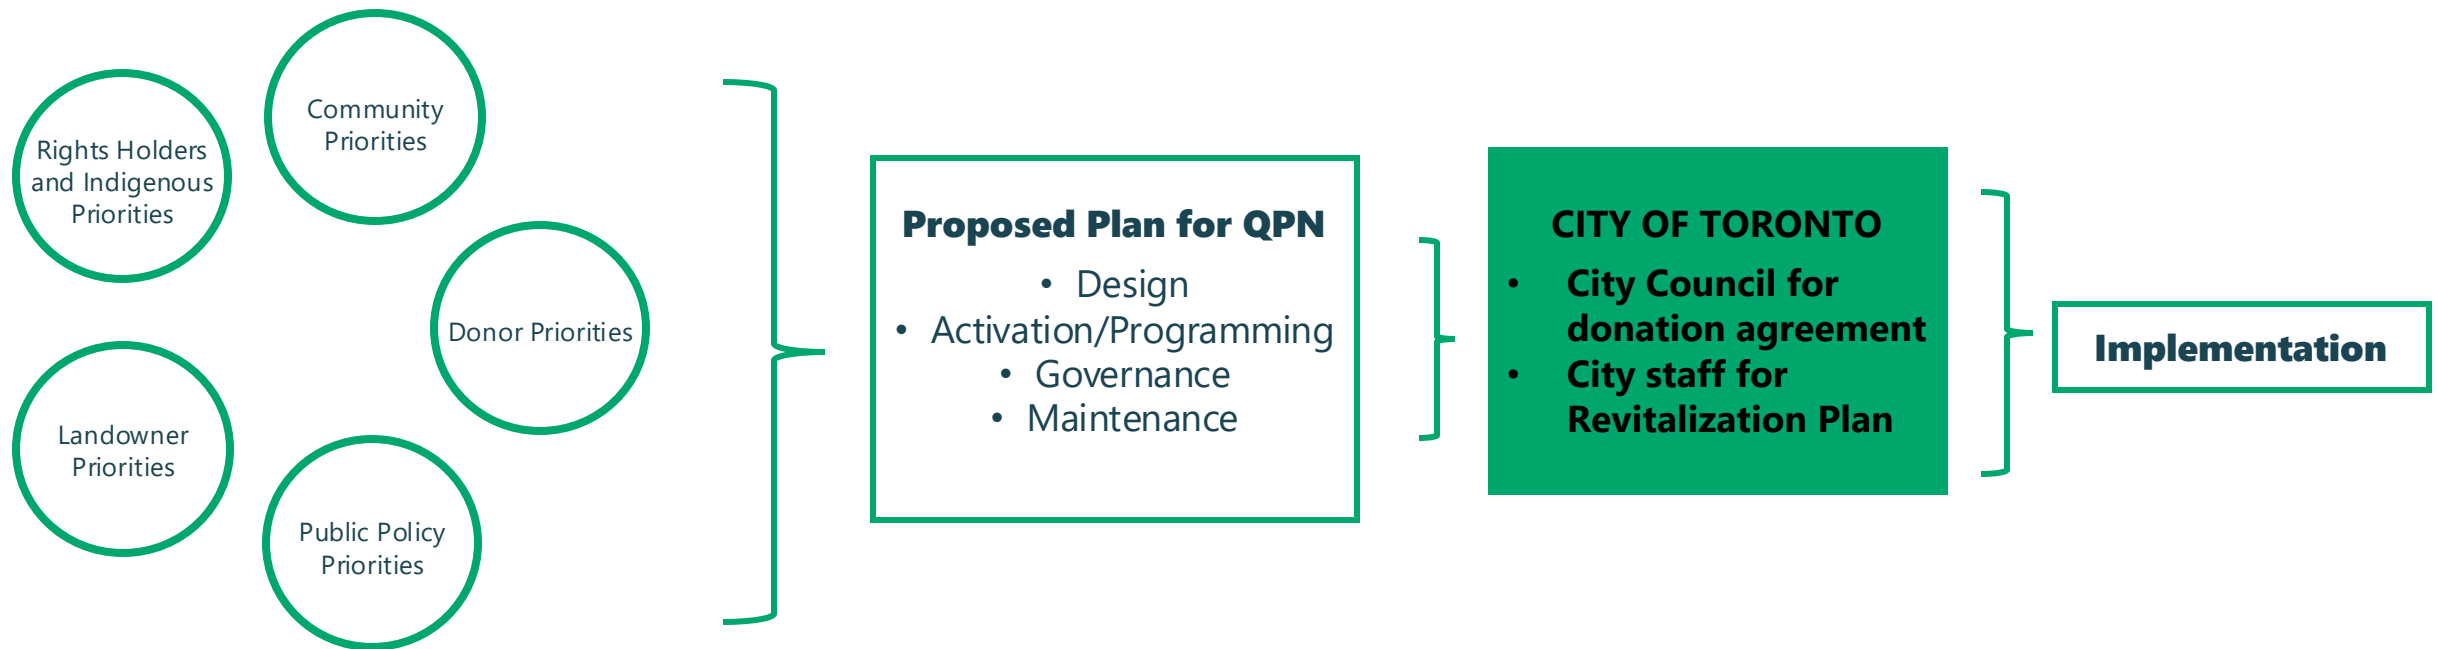 Rights Holders
and Indigenous
Priorities
Community
Priorities
Donor Priorities
Landowner
Priorities
Public Policy
Priorities
Proposed Plan for QPN
• Design
• Activation/Programming
• Governance
• Maintenance
CITY OF TORONTO
• City Council for
donation agreement
• City staff for
Revitalization Plan
Implementation